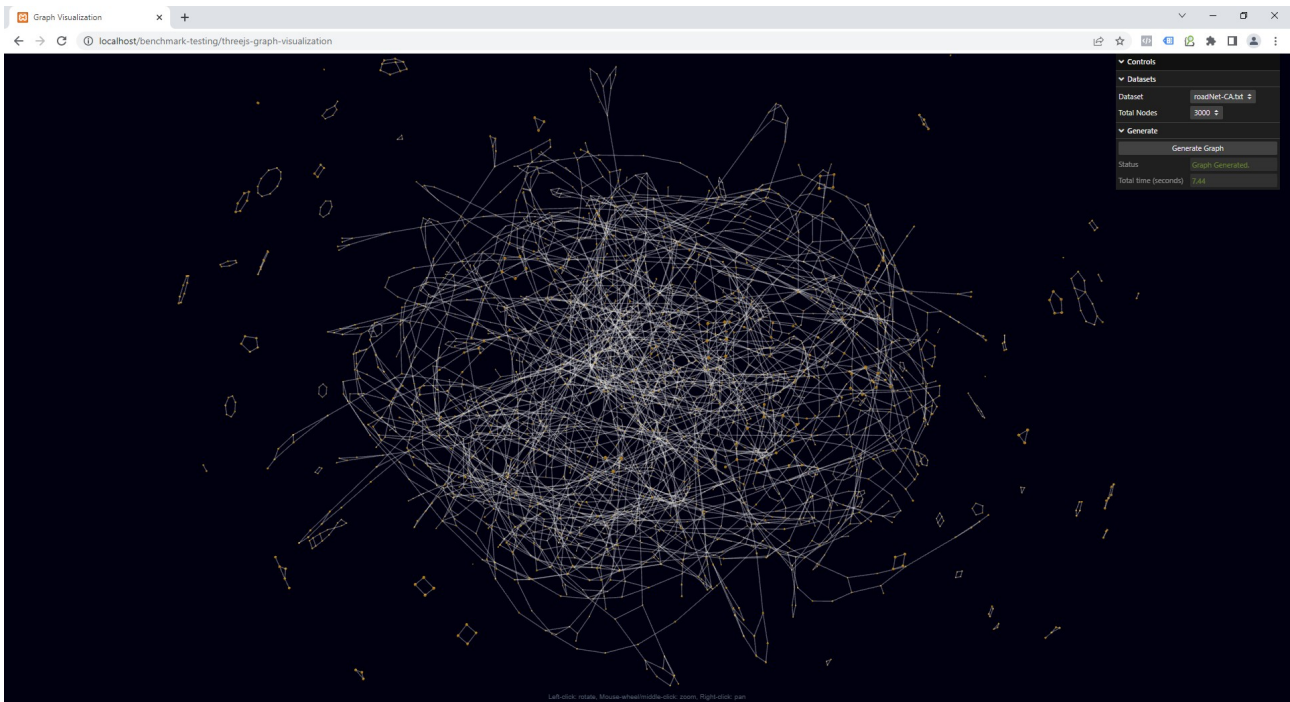 Graph Visualization
localhost/benchmark-testing/threejs-graph-visualization
Controls
Datasets
Dataset roadNet-CA.txt
Total Nodes 3000
Generate
Generate Graph
Status Graph Generated.
Total time (seconds) 7.44
Left-click: rotate, Mouse-wheel/middle-click: zoom, Right-click: pan